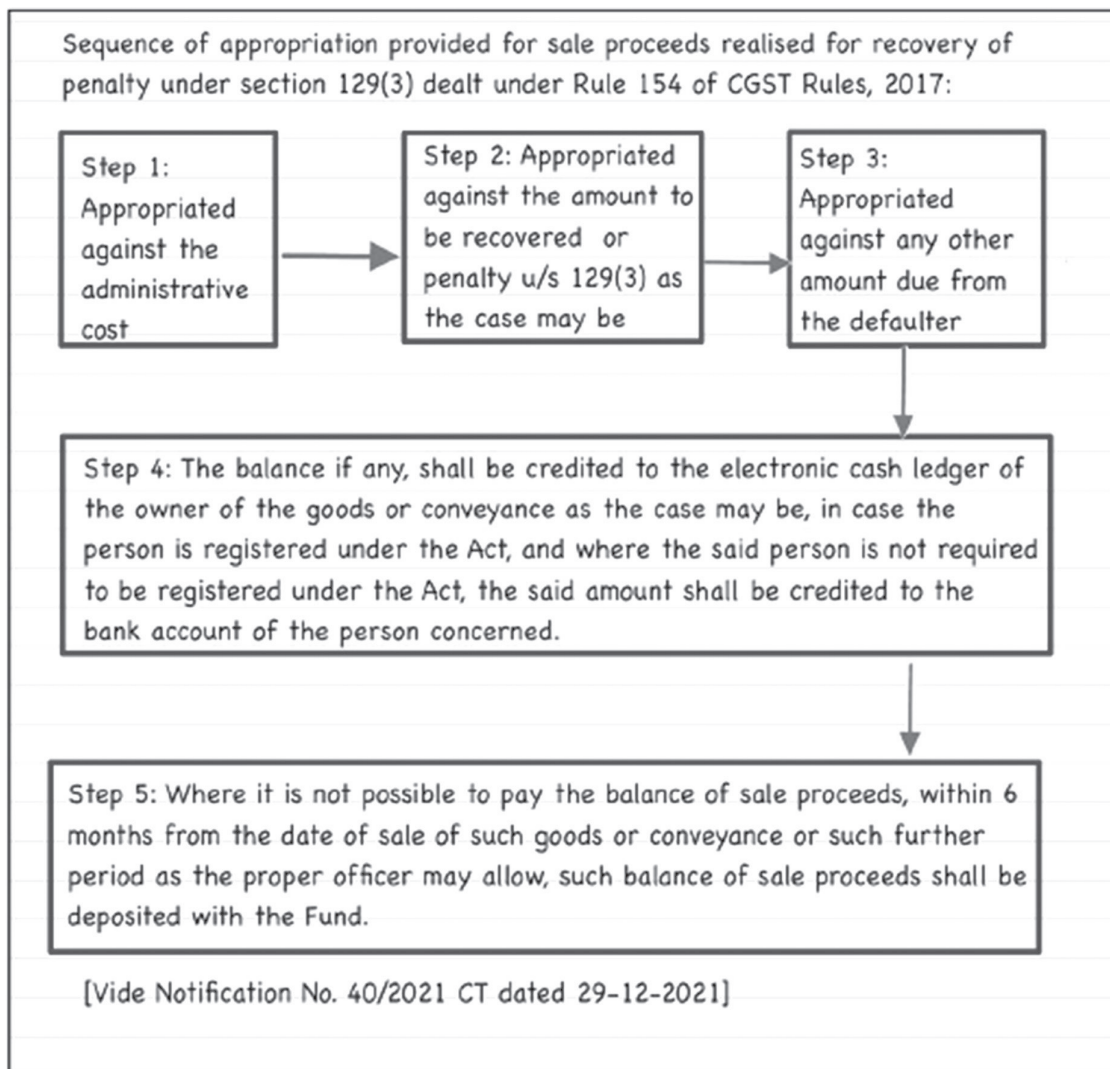 Sequence of appropriation provided for sale proceeds realised for recovery of
penalty under section 129(3) dealt under Rule 154 of CGST Rules, 2017:
Step 1:
Appropriated
against the
administrative
cost
Step 2: Appropriated
against the amount to
be recovered or
penalty u/s 129(3) as
the case may be
Step 3:
Appropriated
against any other
amount due from
the defaulter
Step 4: The balance if any, shall be credited to the electronic cash ledger of
the owner of the goods or conveyance as the case may be, in case the
person is registered under the Act, and where the said person is not required
to be registered under the Act, the said amount shall be credited to the
bank account of the person concerned.
Step 5: Where it is not possible to pay the balance of sale proceeds, within 6
months from the date of sale of such goods or conveyance or such further
period as the proper officer may allow, such balance of sale proceeds shall be
deposited with the Fund.
[Vide Notification No. 40/2021 CT dated 29-12-2021]